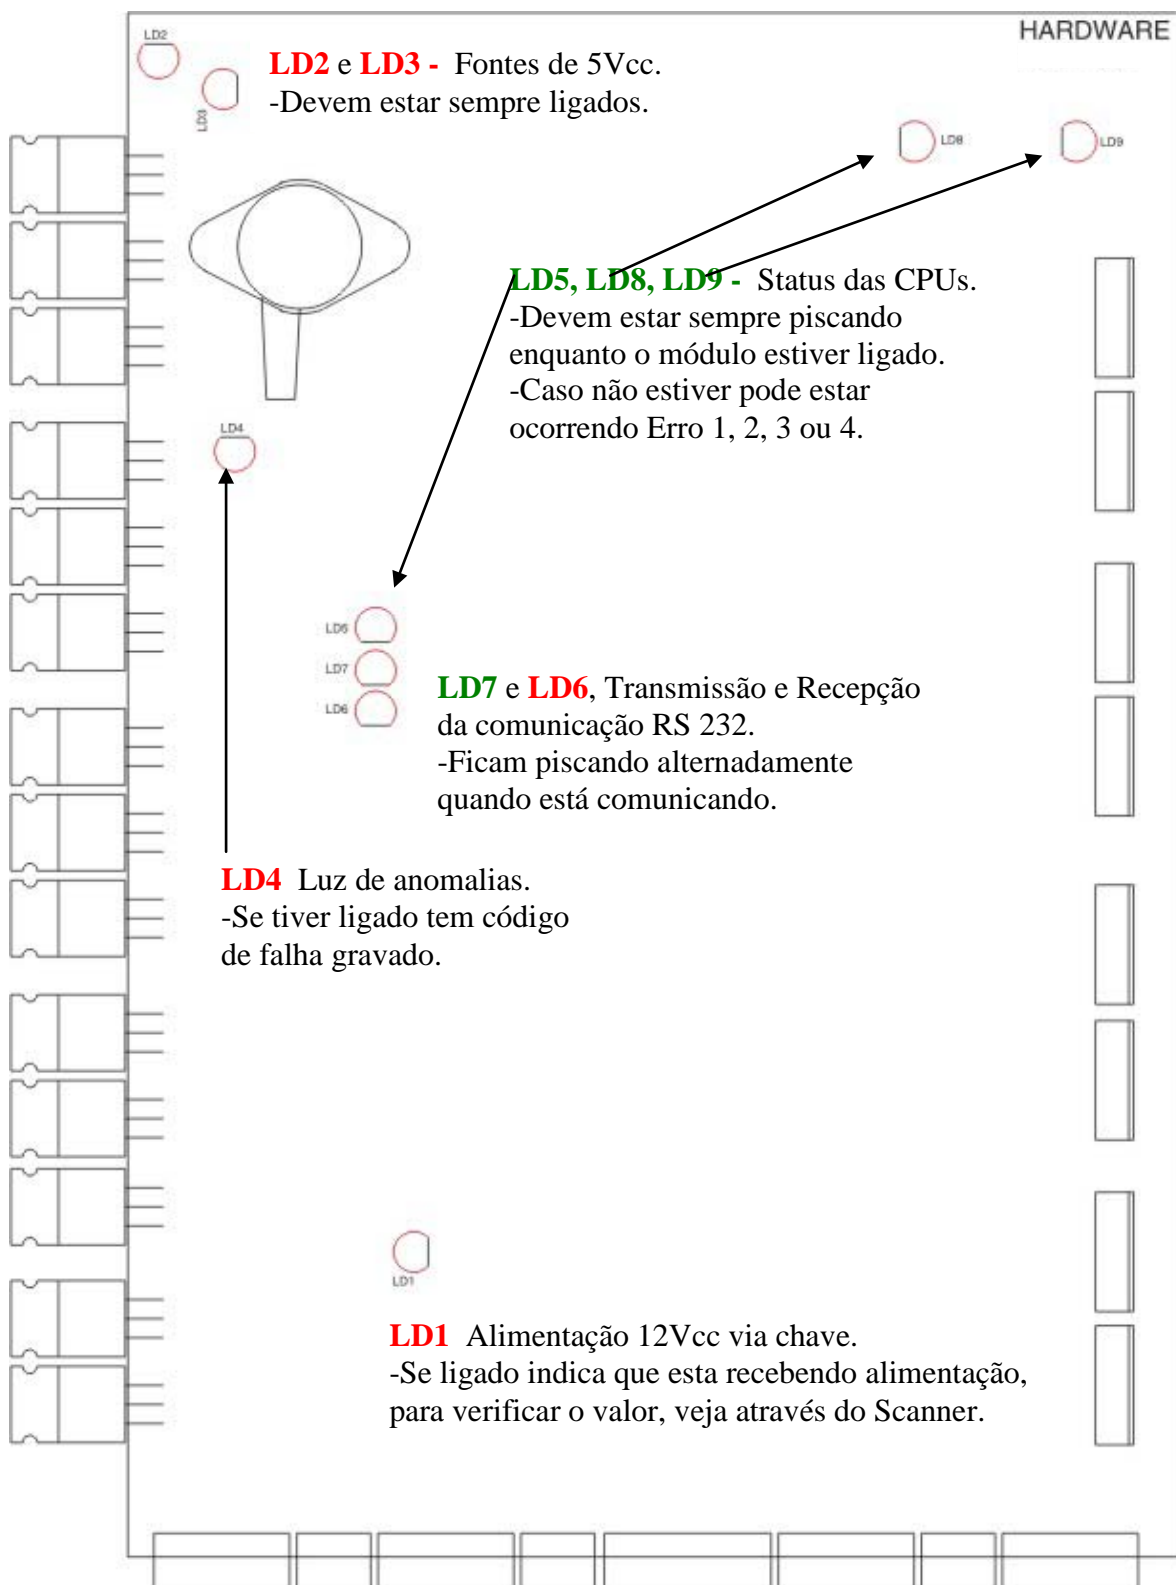 HARDWARE
LD2
LD2 e LD3 - Fontes de 5Vcc.
-Devem estar sempre ligados.
LD3
LD8
LD9
LD5, LD8, LD9 - Status das CPUs.
-Devem estar sempre piscando
enquanto o módulo estiver ligado.
-Caso não estiver pode estar
ocorrendo Erro 1, 2, 3 ou 4.
LD4
LD5
LD7
LD6
LD7 e LD6, Transmissão e Recepção
da comunicação RS 232.
-Ficam piscando alternadamente
quando está comunicando.
LD4 Luz de anomalias.
-Se tiver ligado tem código
de falha gravado.
LD1
LD1 Alimentação 12Vcc via chave.
-Se ligado indica que esta recebendo alimentação,
para verificar o valor, veja através do Scanner.